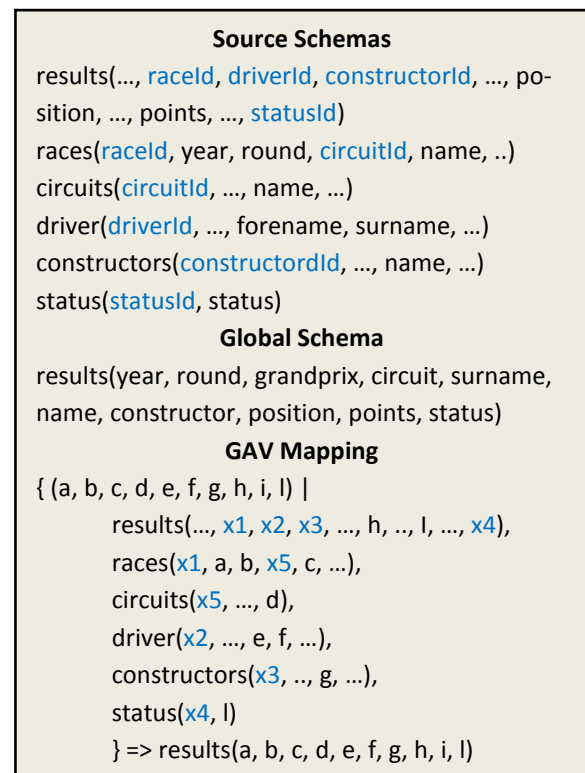 Source Schemas
results(…, raceId, driverId, constructorId, …, po-
sition, …, points, …, statusId)
races(raceId, year, round, circuitId, name, ..)
circuits(circuitId, …, name, …)
driver(driverId, …, forename, surname, …)
constructors(constructordId, …, name, …)
status(statusId, status)
Global Schema
results(year, round, grandprix, circuit, surname,
name, constructor, position, points, status)
GAV Mapping
{ (a, b, c, d, e, f, g, h, i, l) |
results(…, x1, x2, x3, …, h, .., I, …, x4),
races(x1, a, b, x5, c, …),
circuits(x5, …, d),
driver(x2, …, e, f, …),
constructors(x3, .., g, …),
status(x4, l)
} => results(a, b, c, d, e, f, g, h, i, l)